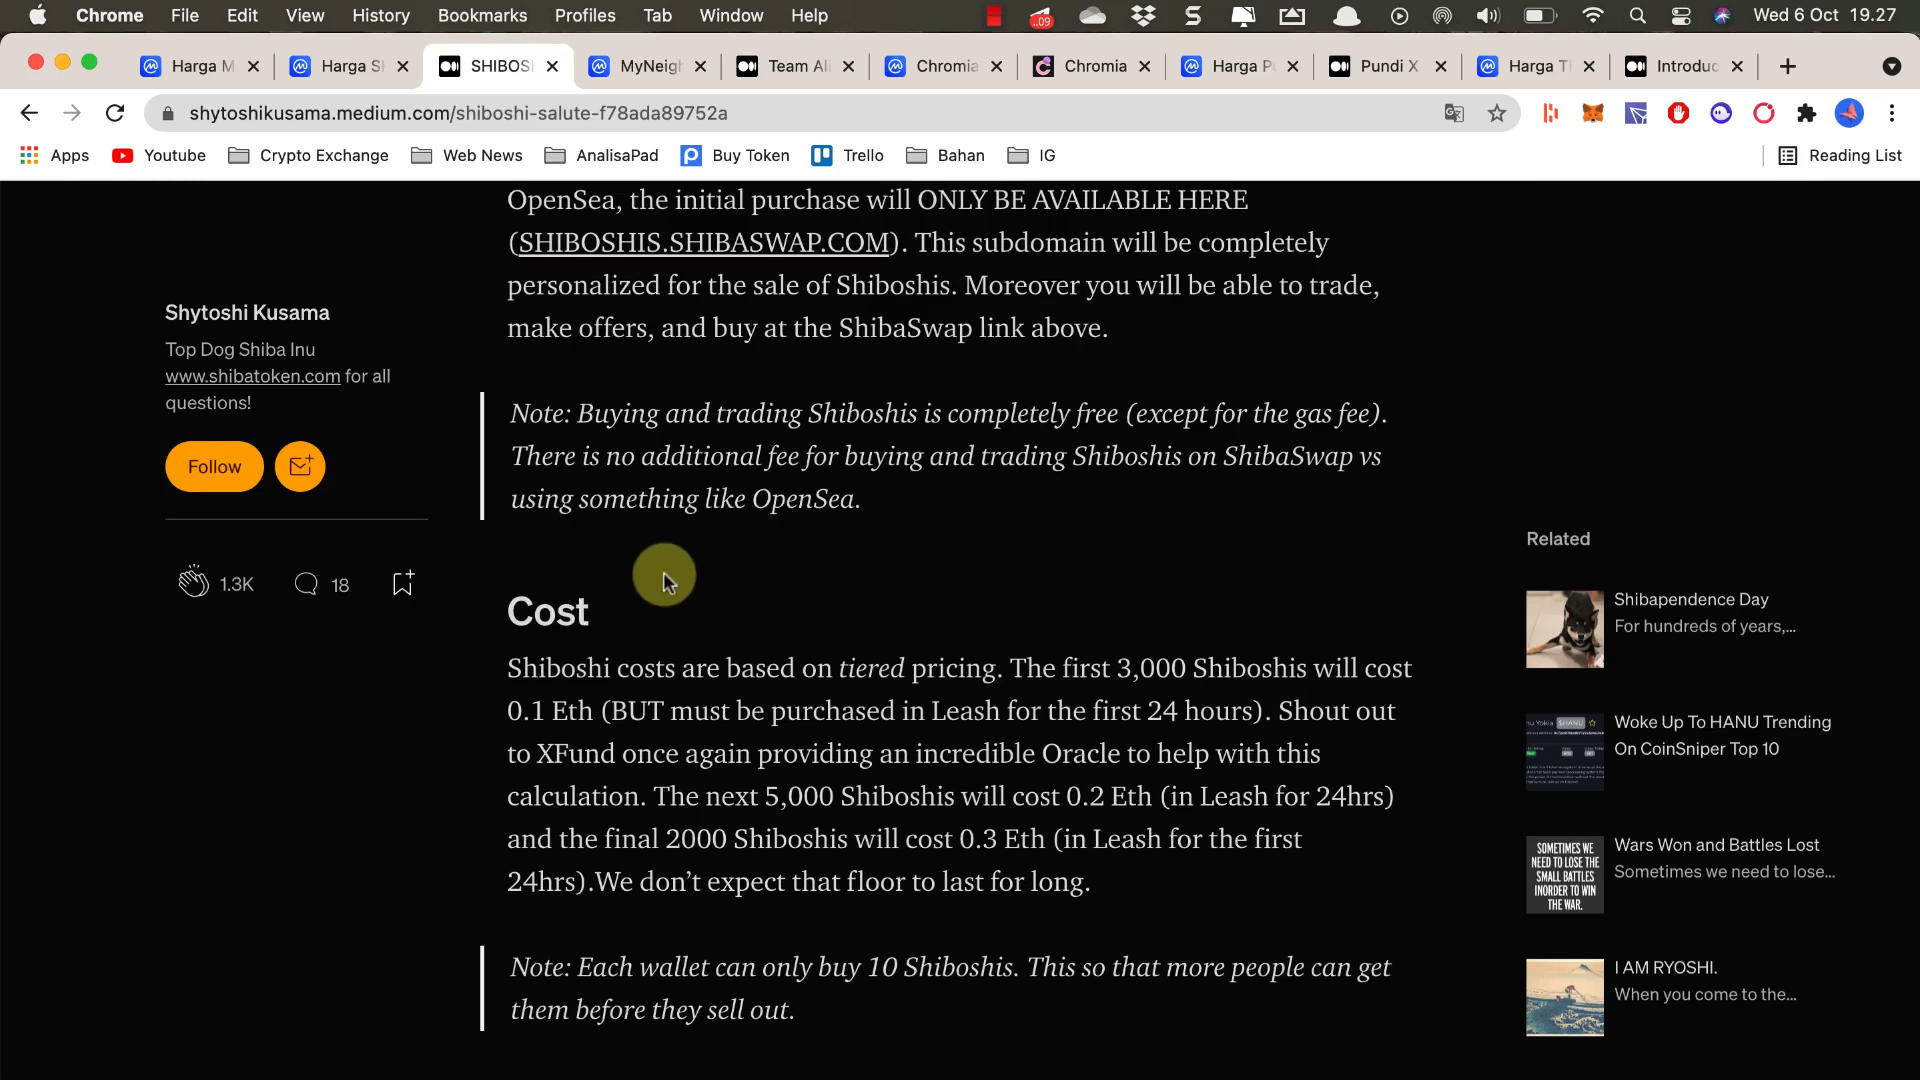 Chrome File Edit View History Bookmarks Profiles Tab Window Help Wed 6 Oct 19.27
Harga M Harga S SHIBOS MyNeig Team Al Chromia Chromia Harga P Pundi X Harga T Introduc
shytoshikusama.medium.com/shiboshi-salute-f78ada89752a
Apps Youtube Crypto Exchange Web News AnalisaPad Buy Token Trello Bahan IG Reading List
OpenSea, the initial purchase will ONLY BE AVAILABLE HERE
(SHIBOSHIS.SHIBASWAP.COM). This subdomain will be completely
personalized for the sale of Shiboshis. Moreover you will be able to trade,
make offers, and buy at the ShibaSwap link above.
Note: Buying and trading Shiboshis is completely free (except for the gas fee).
There is no additional fee for buying and trading Shiboshis on ShibaSwap vs
using something like OpenSea.
Cost
Shiboshi costs are based on tiered pricing. The first 3,000 Shiboshis will cost
0.1 Eth (BUT must be purchased in Leash for the first 24 hours). Shout out
to XFund once again providing an incredible Oracle to help with this
calculation. The next 5,000 Shiboshis will cost 0.2 Eth (in Leash for 24hrs)
and the final 2000 Shiboshis will cost 0.3 Eth (in Leash for the first
24hrs).We don’t expect that floor to last for long.
Note: Each wallet can only buy 10 Shiboshis. This so that more people can get
them before they sell out.
Shytoshi Kusama
Top Dog Shiba Inu
www.shibatoken.com for all
questions!
Follow
1.3K 18
Related
Shibapendence Day
For hundreds of years,...
Woke Up To HANU Trending
On CoinSniper Top 10
SOMETIMES WE
NEED TO LOSE THE
SMALL BATTLES
INORDER TO WIN
THE WAR.
Wars Won and Battles Lost
Sometimes we need to lose...
I AM RYOSHI.
When you come to the...